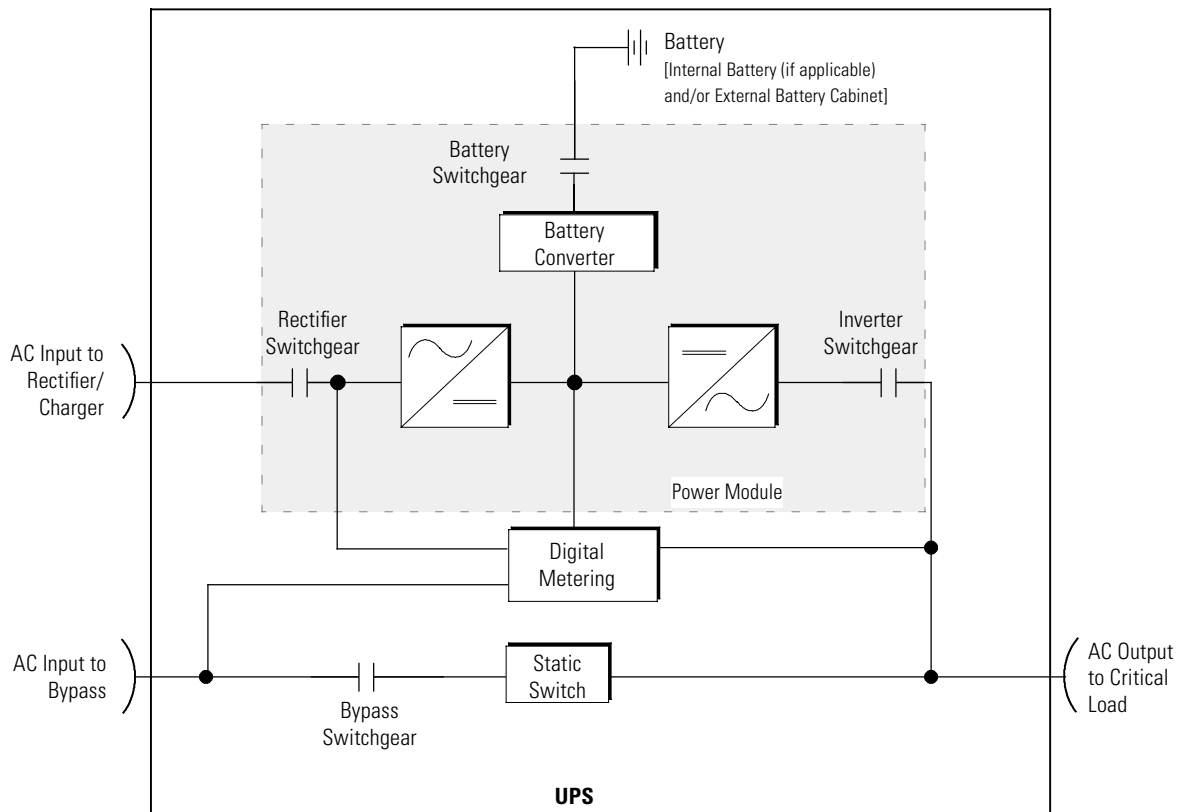 Battery
[Internal Battery (if applicable)
and/or External Battery Cabinet]
Battery
Switchgear
Battery
Converter
Rectifier
Switchgear
Inverter
Switchgear
AC Input to
Rectifier/
Charger
Power Module
Digital
Metering
AC Input to
Bypass
Static
Switch
AC Output
to Critical
Load
Bypass
Switchgear
UPS